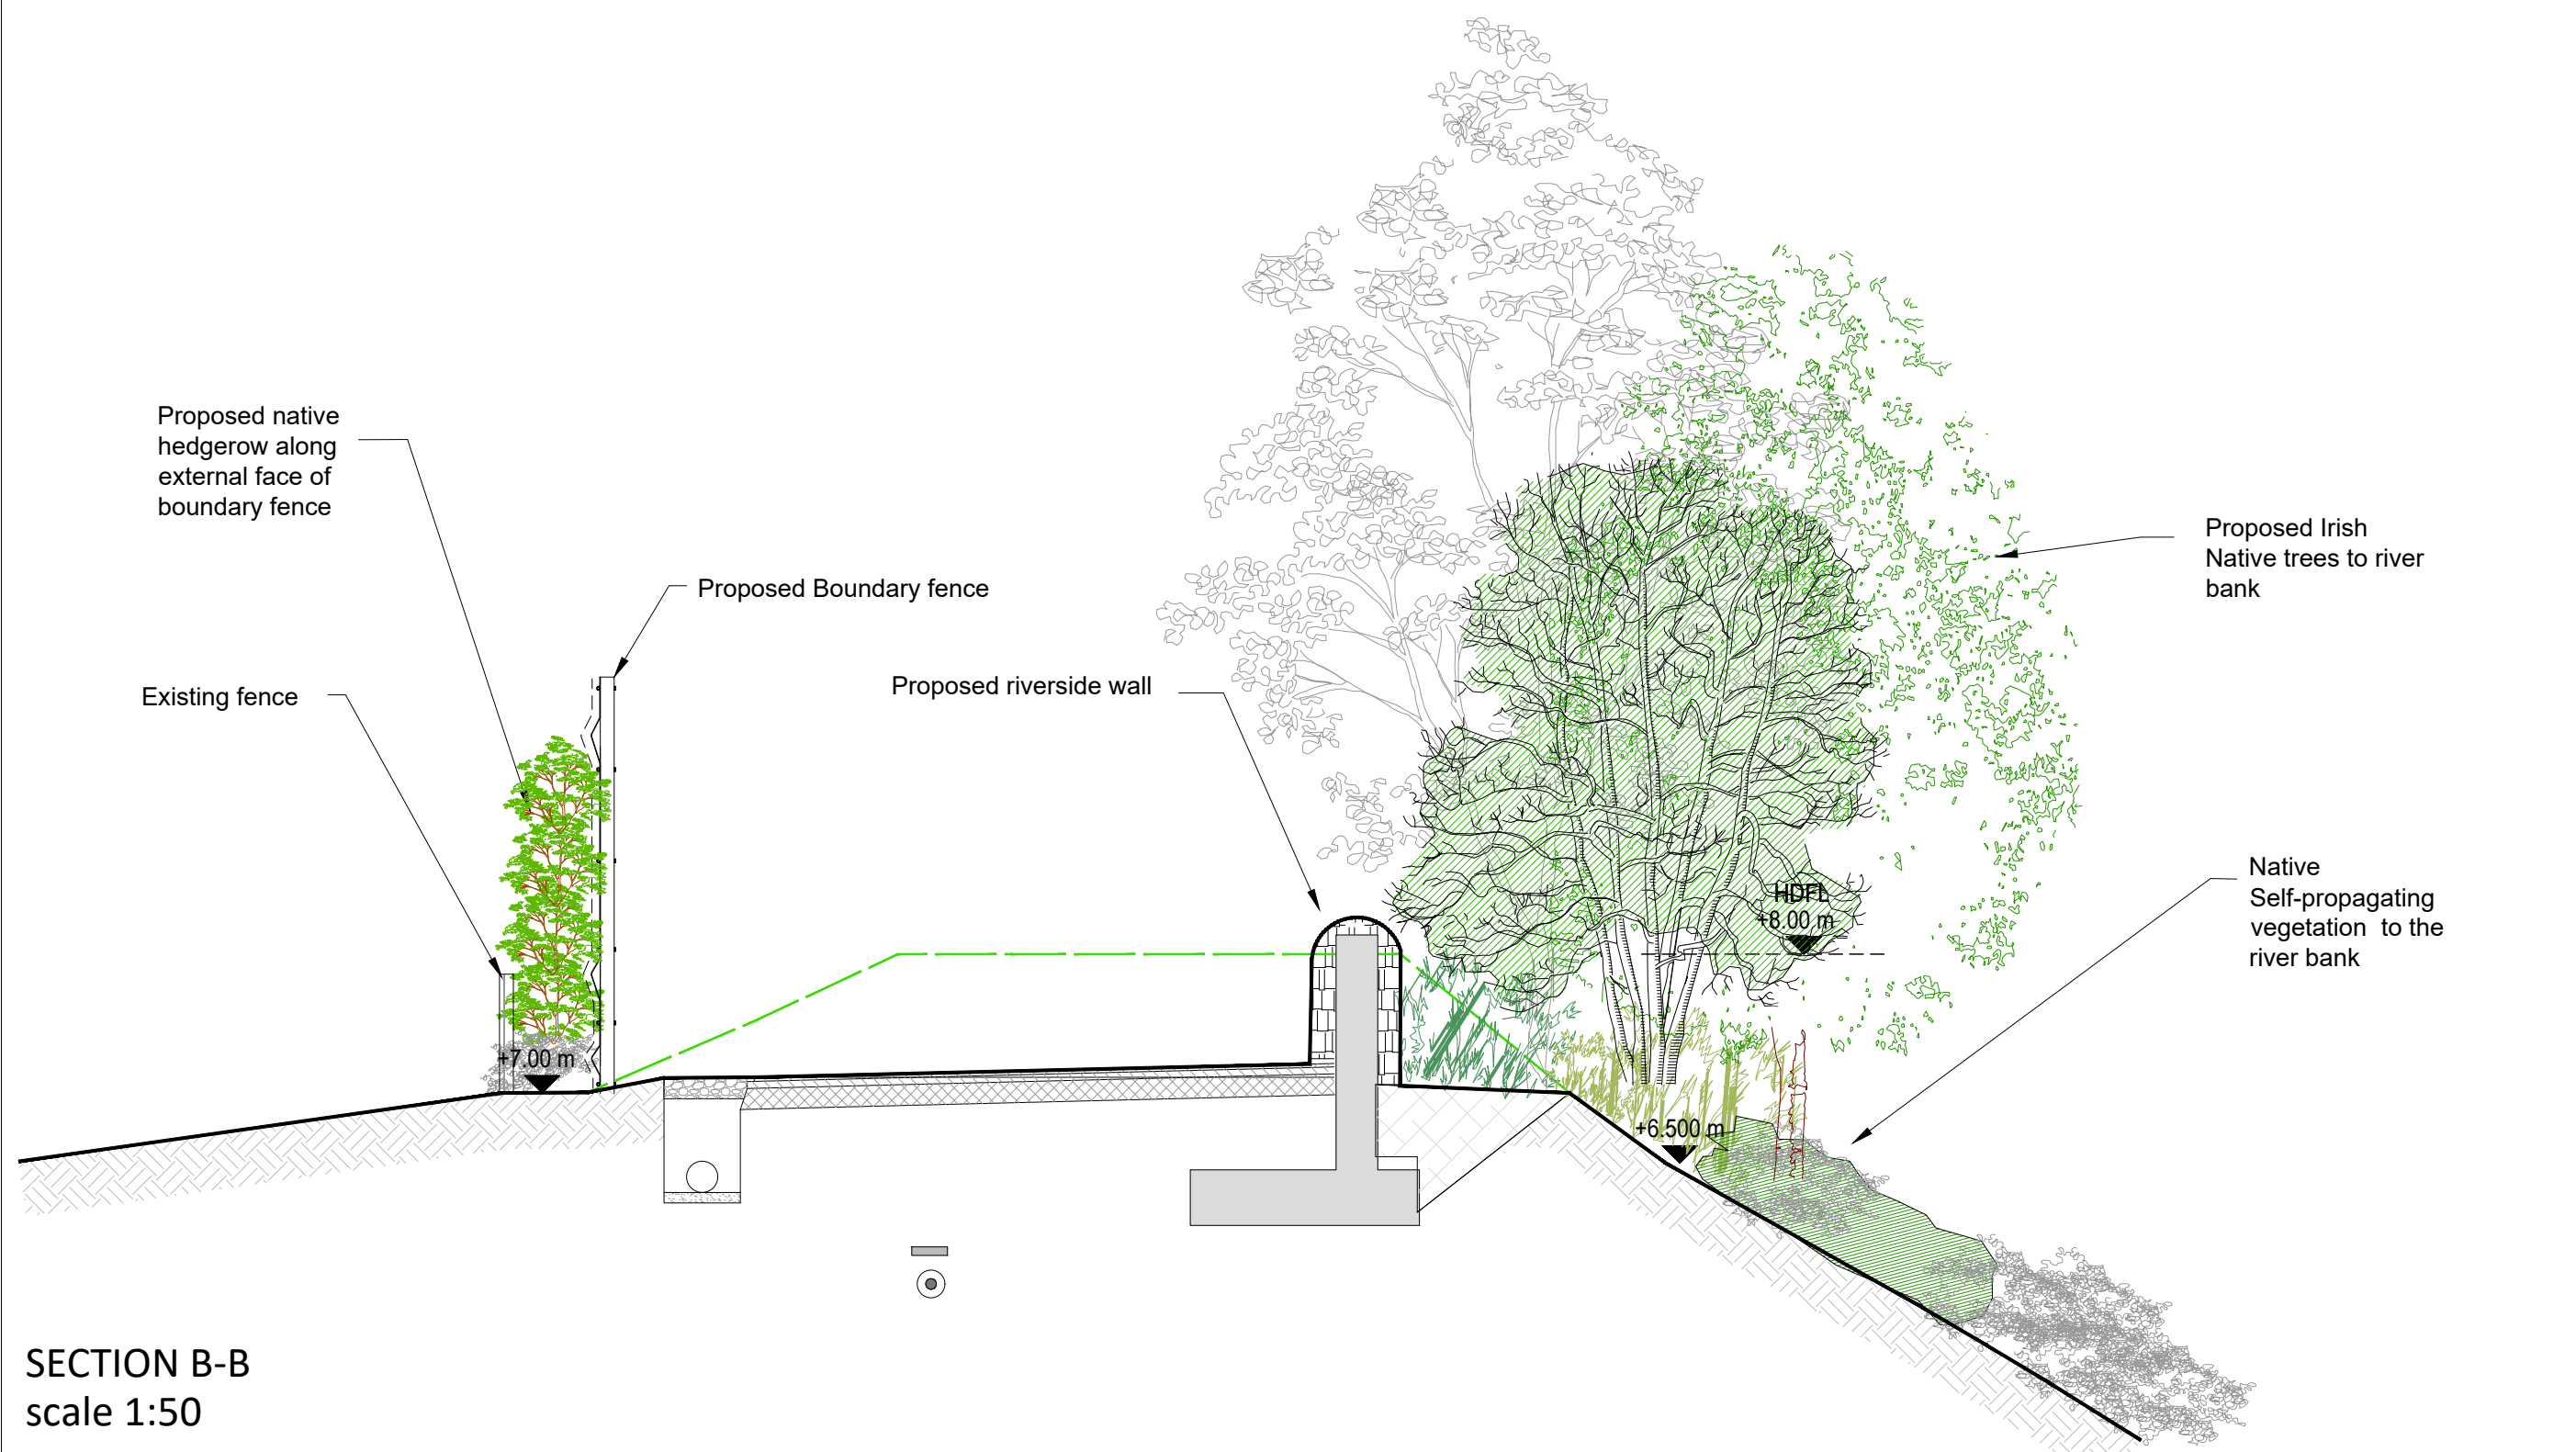 Proposed native
hedgerow along
external face of
boundary fence
Proposed Boundary fence
Existing fence
Proposed riverside wall
Proposed Irish
Native trees to river
bank
HDFL
+8.00 m
Native
Self-propagating
vegetation to the
river bank
+7.00 m
+6.500 m
SECTION B-B
scale 1:50